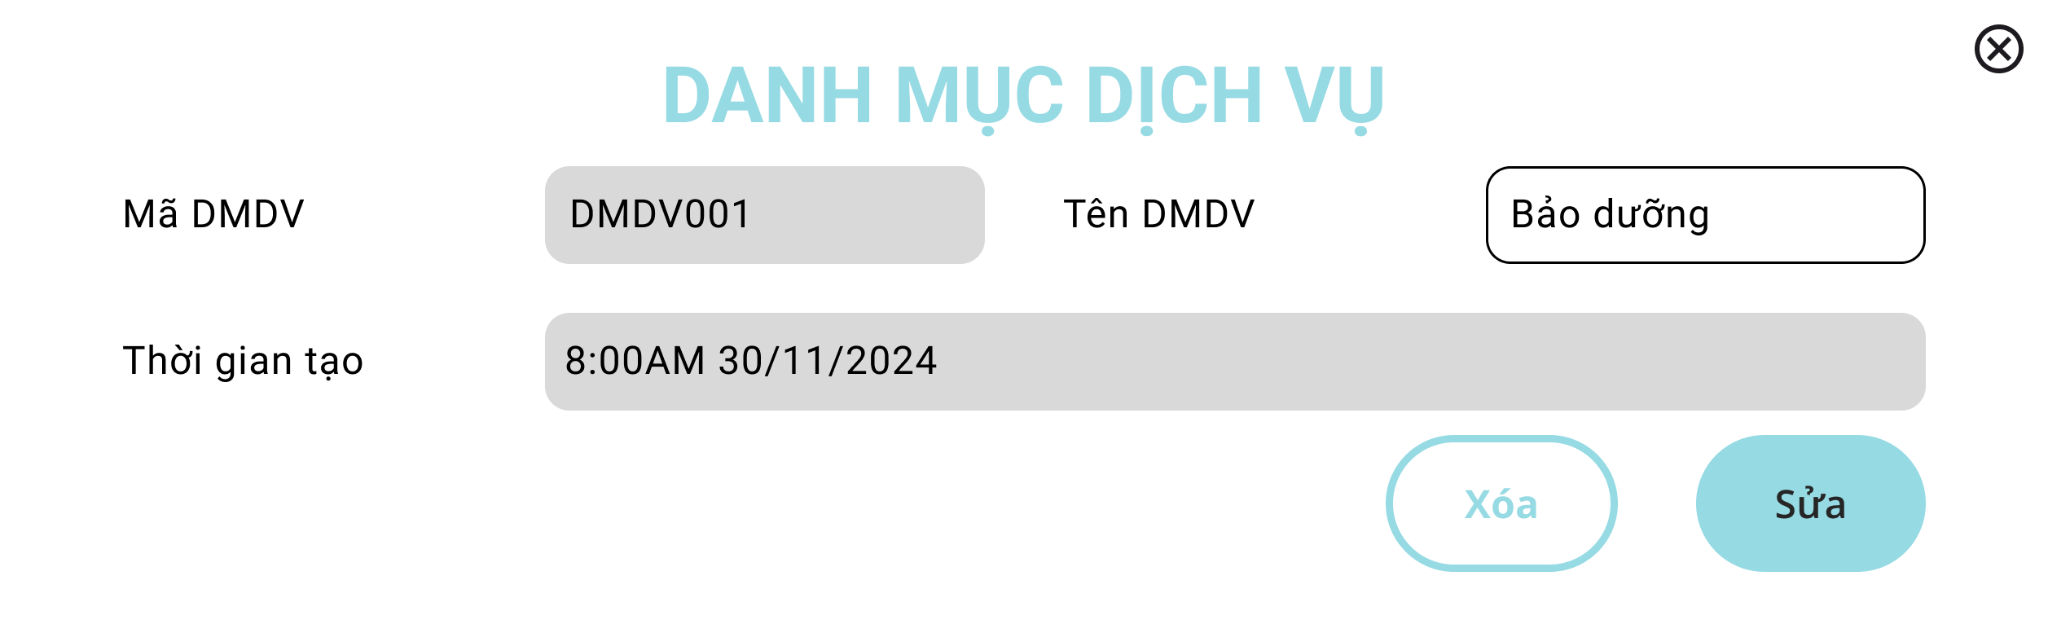 DANH MỤC DỊCH VỤ
Mã DMDV DMDV001 Tên DMDV Bảo dưỡng
Thời gian tạo 8:00AM 30/11/2024
Xóa Sửa